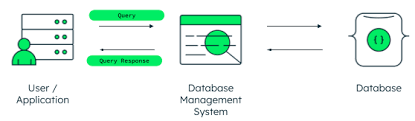 Query
Query Response
User /
Application
Database
Management
System
Database
{ }